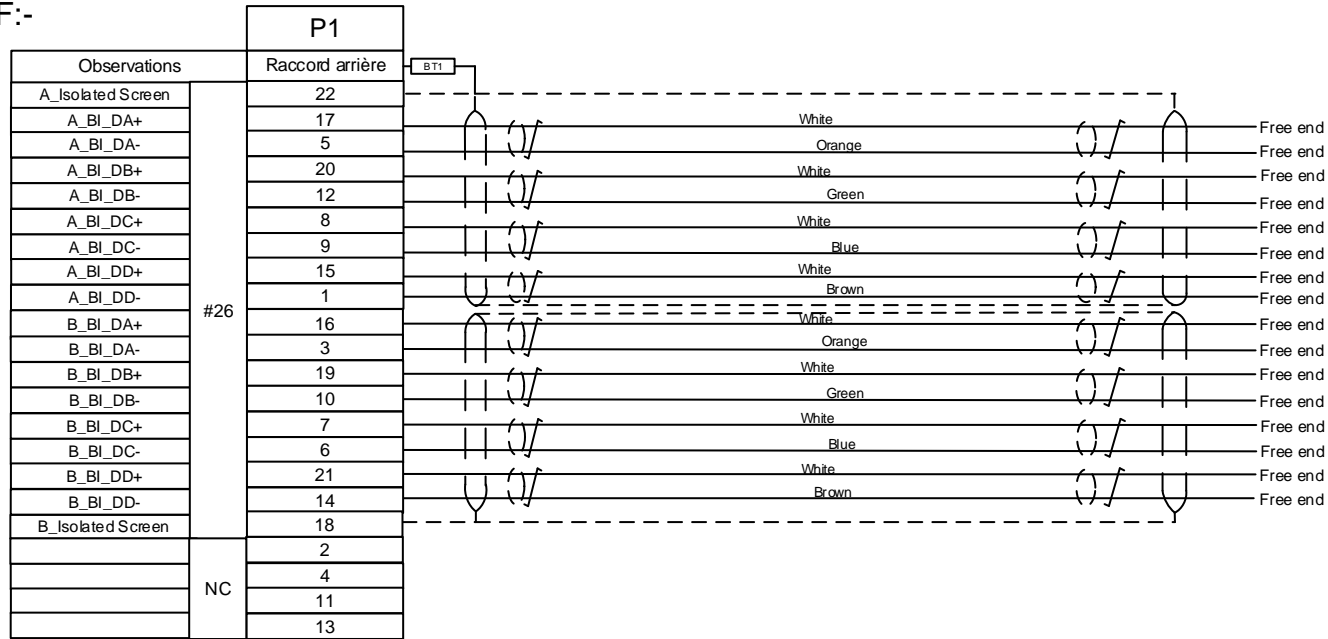 F:-
P1
Observations Raccord arrière BT1
A_Isolated Screen 22
A_BI_DA+ 17 White Free end
A_BI_DA- 5 Orange Free end
A_BI_DB+ 20 White Free end
A_BI_DB- 12 Green Free end
A_BI_DC+ 8 White Free end
A_BI_DC- 9 Blue Free end
A_BI_DD+ 15 White Free end
A_BI_DD- 1 Brown Free end
#26
B_BI_DA+ 16 White Free end
B_BI_DA- 3 Orange Free end
B_BI_DB+ 19 White Free end
B_BI_DB- 10 Green Free end
B_BI_DC+ 7 White Free end
B_BI_DC- 6 Blue Free end
B_BI_DD+ 21 White Free end
B_BI_DD- 14 Brown Free end
B_Isolated Screen 18
2
4
NC
11
13